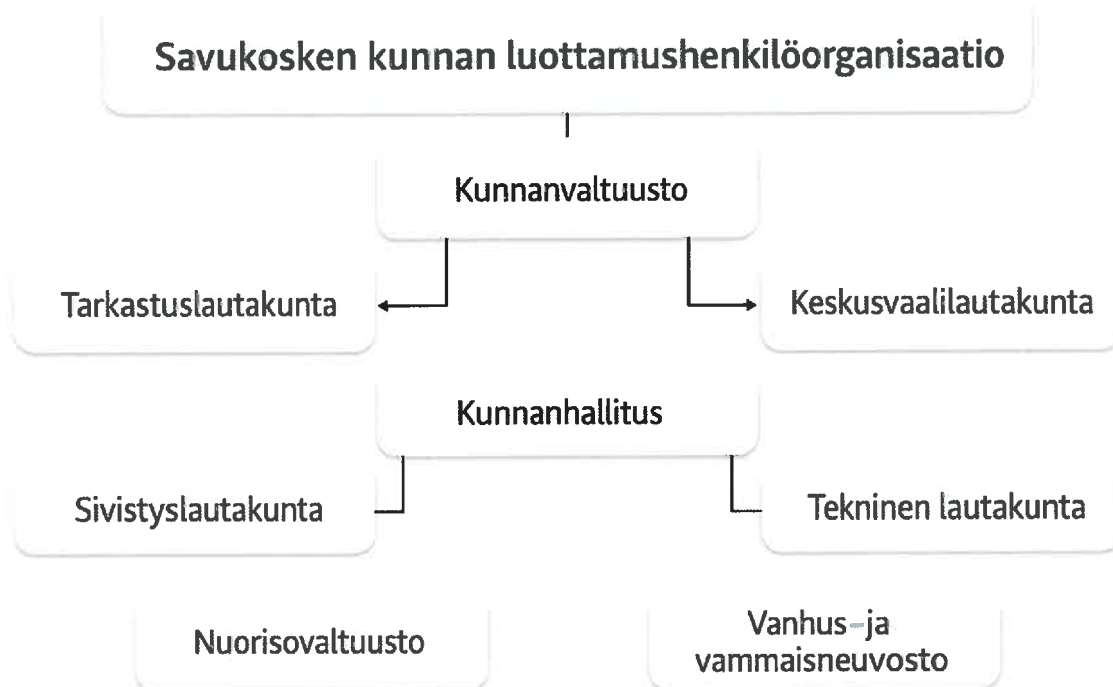 Savukosken kunnan luottamushenkilöorganisaatio
Kunnanvaltuusto
Tarkastuslautakunta
Keskusvaalilautakunta
Kunnanhallitus
Sivistyslautakunta
Tekninen lautakunta
Nuorisovaltuusto
Vanhus-ja
vammaisneuvosto